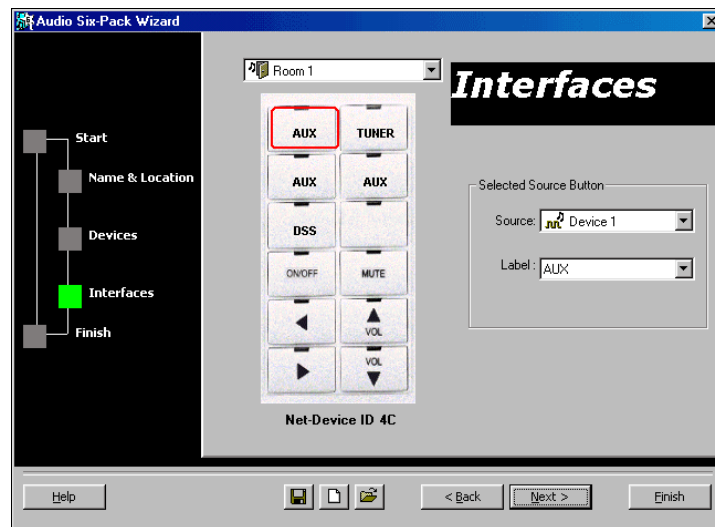 Audio Six-Pack Wizard
Room 1
Interfaces
Start
Name & Location
Devices
Interfaces
Finish
AUX TUNER
AUX AUX
DSS
ON/OFF MUTE
VOL
VOL
Net-Device ID 4C
Selected Source Button
Source: Device 1
Label : AUX
Help
< Back
Next >
Finish